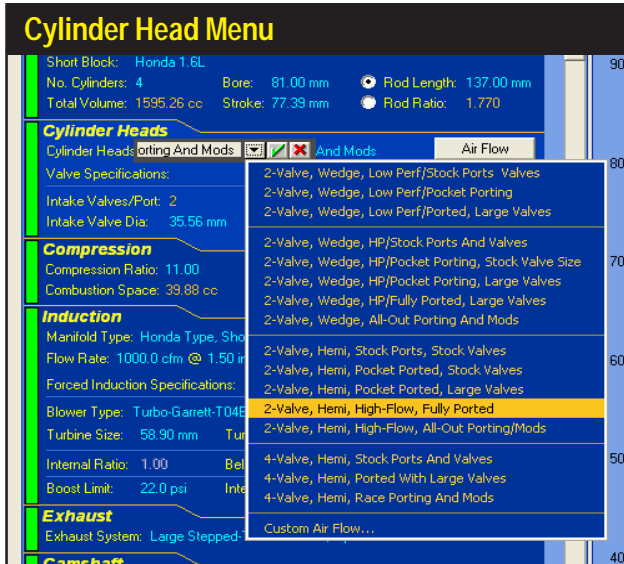 Cylinder Head Menu
Short Block: Honda 1.6L
No. Cylinders: 4 Bore: 81.00 mm Rod Length: 137.00 mm
Total Volume: 1595.26 cc Stroke: 77.39 mm Rod Ratio: 1.770
Cylinder Heads
Cylinder Heads orting And Mods And Mods Air Flow
Valve Specifications:
Intake Valves/Port: 2
Intake Valve Dia: 35.56 mm
Compression
Compression Ratio: 11.00
Combustion Space: 39.88 cc
Induction
Manifold Type: Honda Type, Sho
Flow Rate: 1000.0 cfm @ 1.50 in
Forced Induction Specifications:
Blower Type: Turbo-Garrett-T04E
Turbine Size: 58.90 mm Tur
Internal Ratio: 1.00 Bel
Boost Limit: 22.0 psi Inte
Exhaust
Exhaust System: Large Stepped-
Camshaft
2-Valve, Wedge, Low Perf/Stock Ports Valves
2-Valve, Wedge, Low Perf/Pocket Porting
2-Valve, Wedge, Low Perf/Ported, Large Valves
2-Valve, Wedge, HP/Stock Ports And Valves
2-Valve, Wedge, HP/Pocket Porting, Stock Valve Size
2-Valve, Wedge, HP/Pocket Porting, Large Valves
2-Valve, Wedge, HP/Fully Ported, Large Valves
2-Valve, Wedge, All-Out Porting And Mods
2-Valve, Hemi, Stock Ports, Stock Valves
2-Valve, Hemi, Pocket Ported, Stock Valves
2-Valve, Hemi, Pocket Ported, Large Valves
2-Valve, Hemi, High-Flow, Fully Ported
2-Valve, Hemi, High-Flow, All-Out Porting/Mods
4-Valve, Hemi, Stock Ports And Valves
4-Valve, Hemi, Ported With Large Valves
4-Valve, Hemi, Race Porting And Mods
Custom Air Flow...
90
80
70
60
50
40